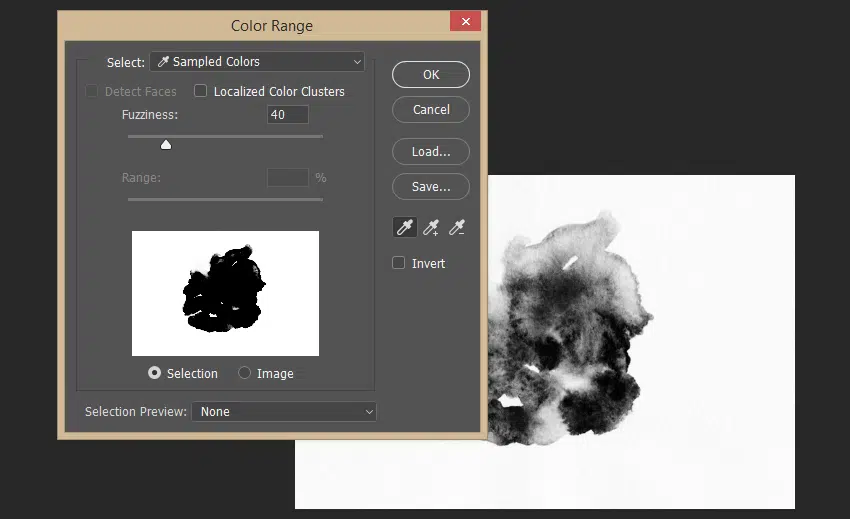 Color Range
Select: Sampled Colors
Detect Faces Localized Color Clusters
Fuzziness: 40
Range: %
Selection Image
Selection Preview: None
OK
Cancel
Load...
Save...
Invert